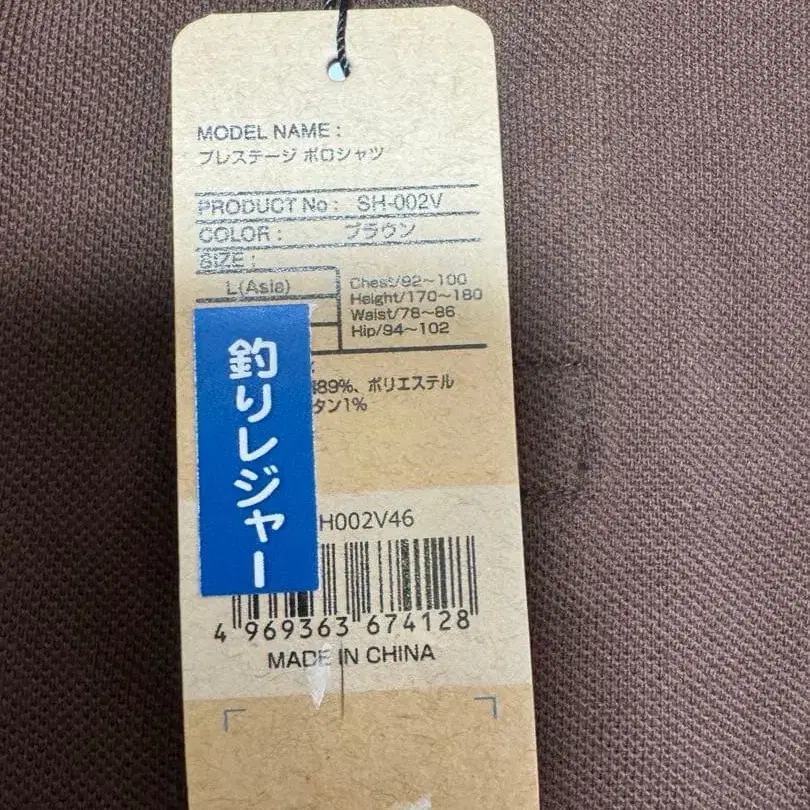 MODEL NAME :
プレステージ ポロシャツ
PRODUCT No : SH-002V
COLOR : ブラウン
SIZE :
L(Asia)
Chest/92～100
Height/170～180
Waist/78～86
Hip/94～102
89%、ポリエステル
タン1%
釣りレジャー
H002V46
4 969363 674128
MADE IN CHINA